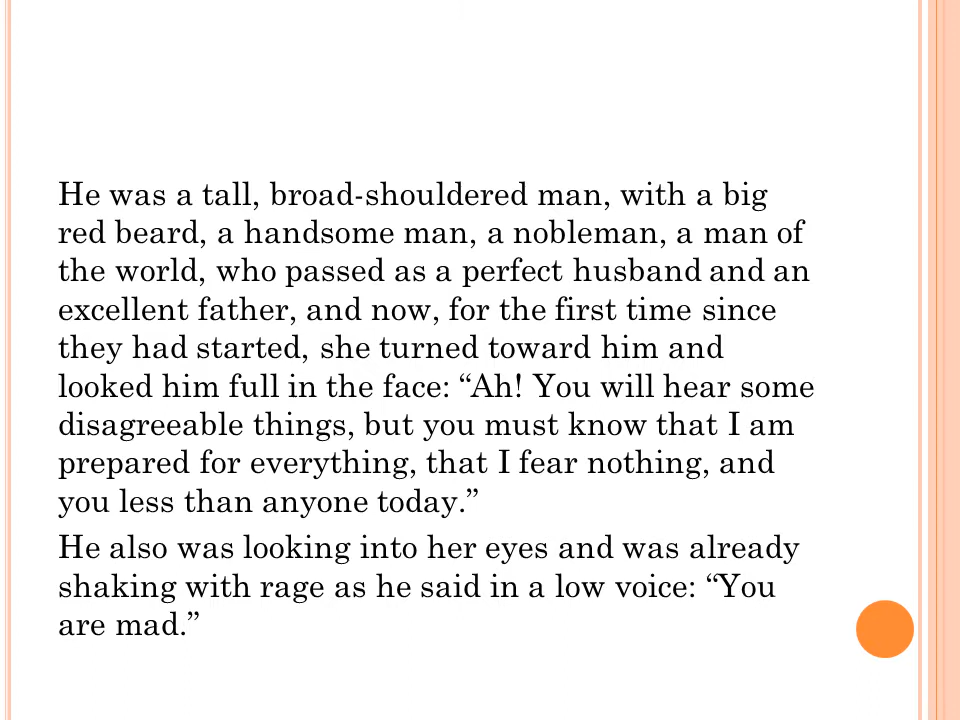 He was a tall, broad-shouldered man, with a big
red beard, a handsome man, a nobleman, a man of
the world, who passed as a perfect husband and an
excellent father, and now, for the first time since
they had started, she turned toward him and
looked him full in the face: “Ah! You will hear some
disagreeable things, but you must know that I am
prepared for everything, that I fear nothing, and
you less than anyone today.”
He also was looking into her eyes and was already
shaking with rage as he said in a low voice: “You
are mad.”